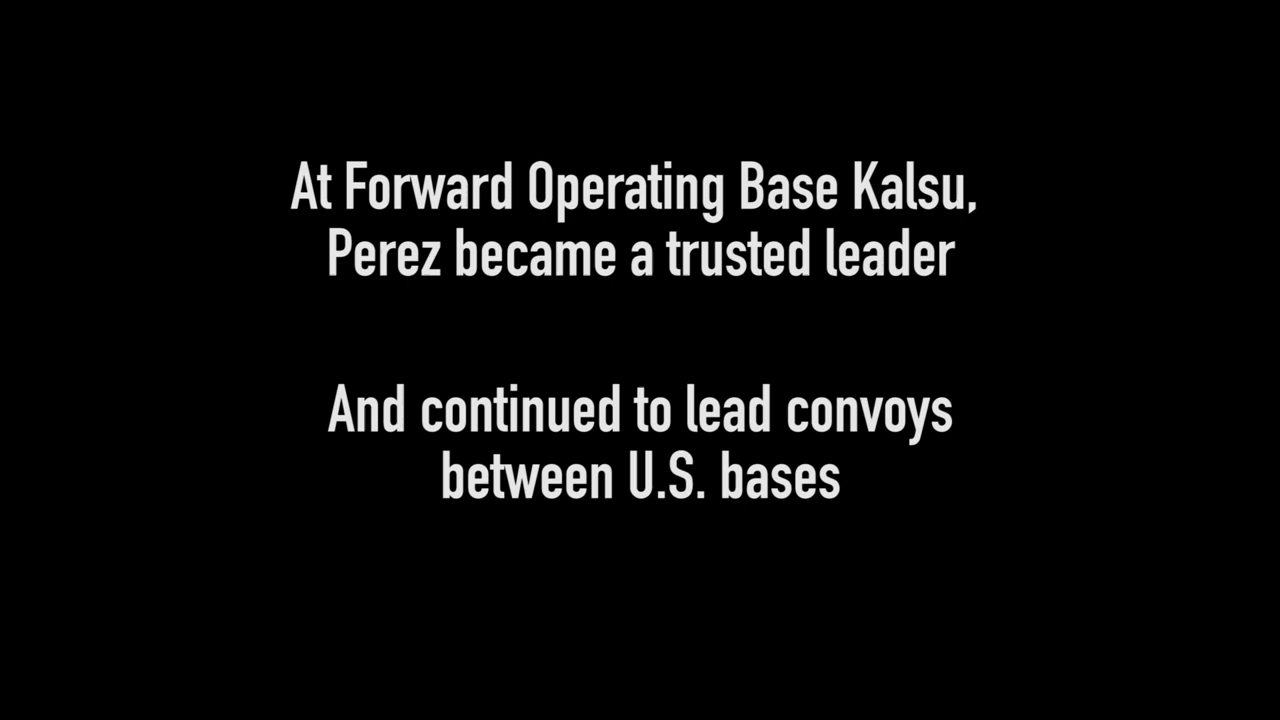 At Forward Operating Base Kalsu,
Perez became a trusted leader
And continued to lead convoys
between U.S. bases